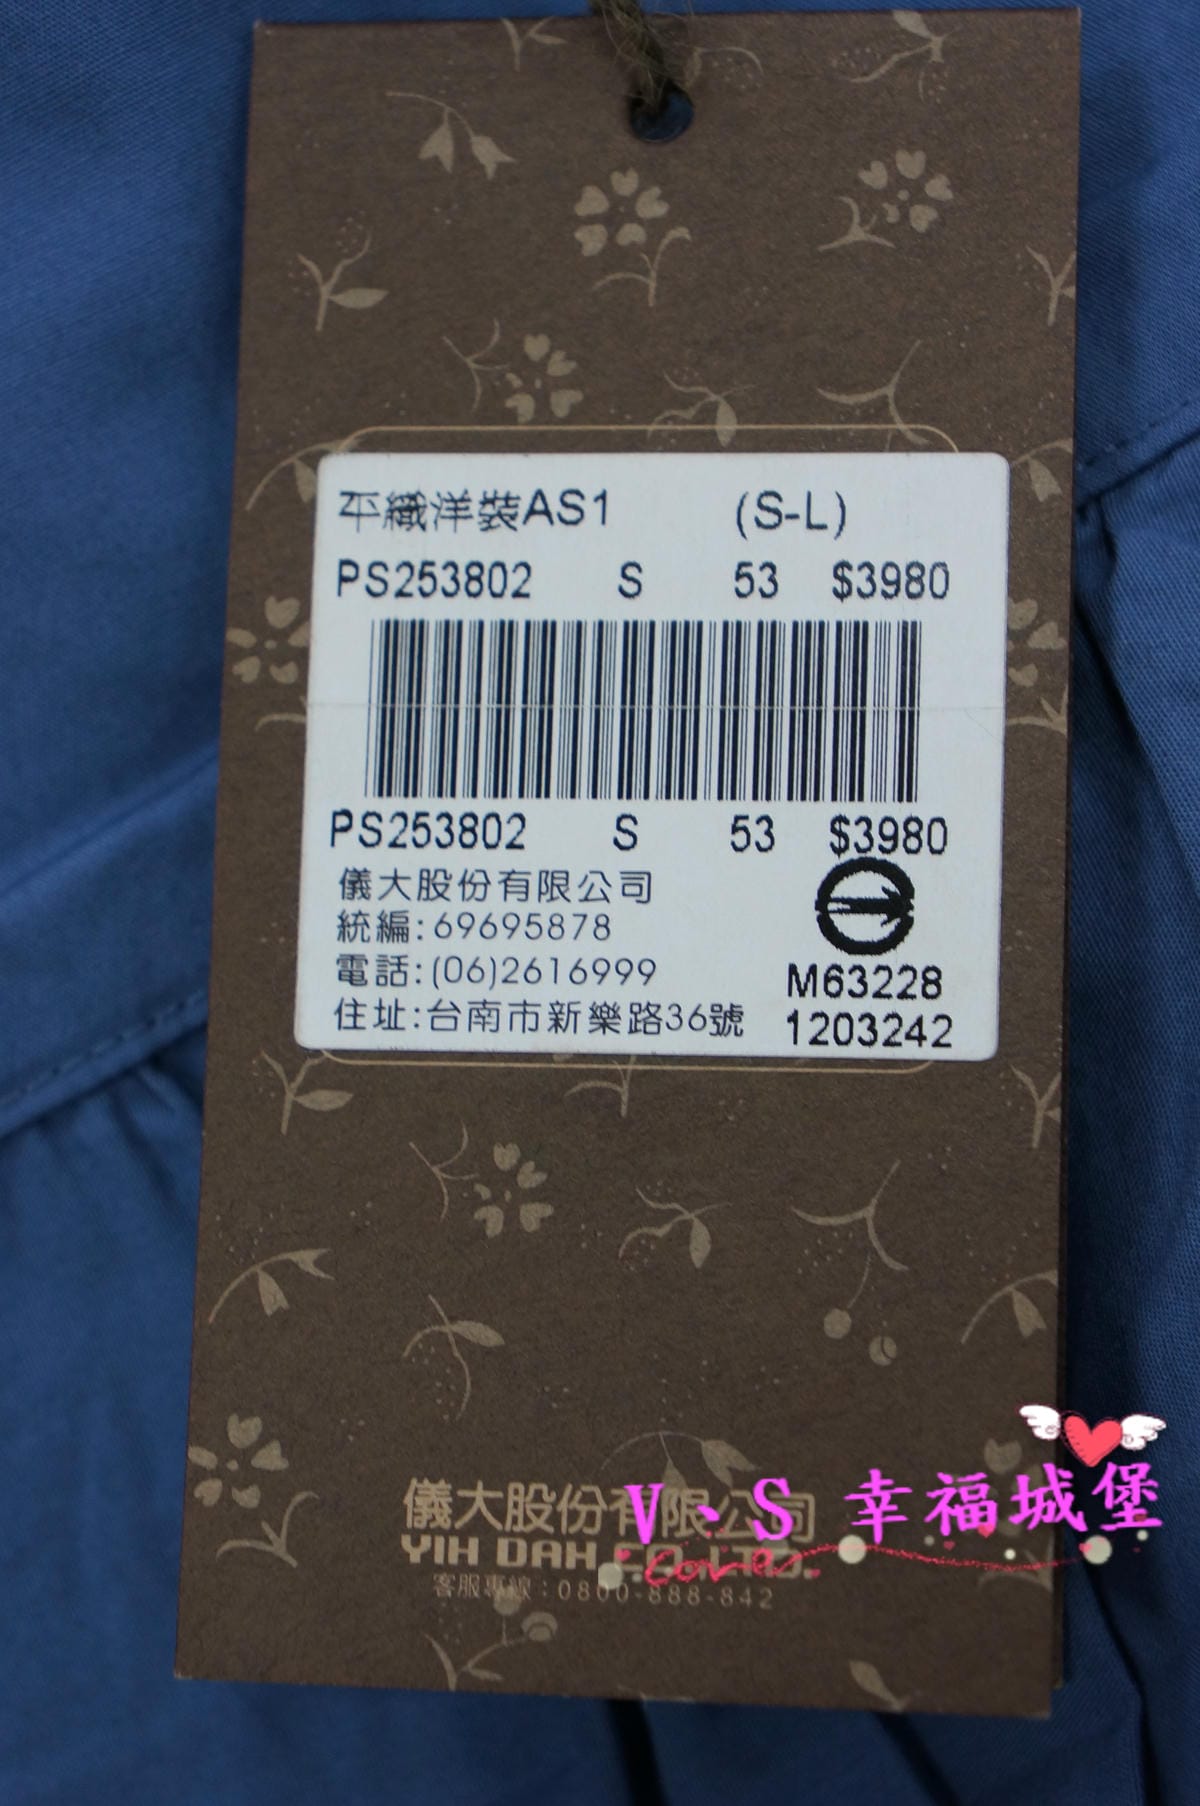 平織洋裝AS1 (S-L)
PS253802 S 53 $3980
PS253802 S 53 $3980
儀大股份有限公司
統編:69695878
電話:(06)2616999
住址:台南市新樂路36號
M63228
1203242
儀大股份有限公司
V、S 幸福城堡
YIH DAH CO.,LTD.
Love
客服專線:0800-888-842